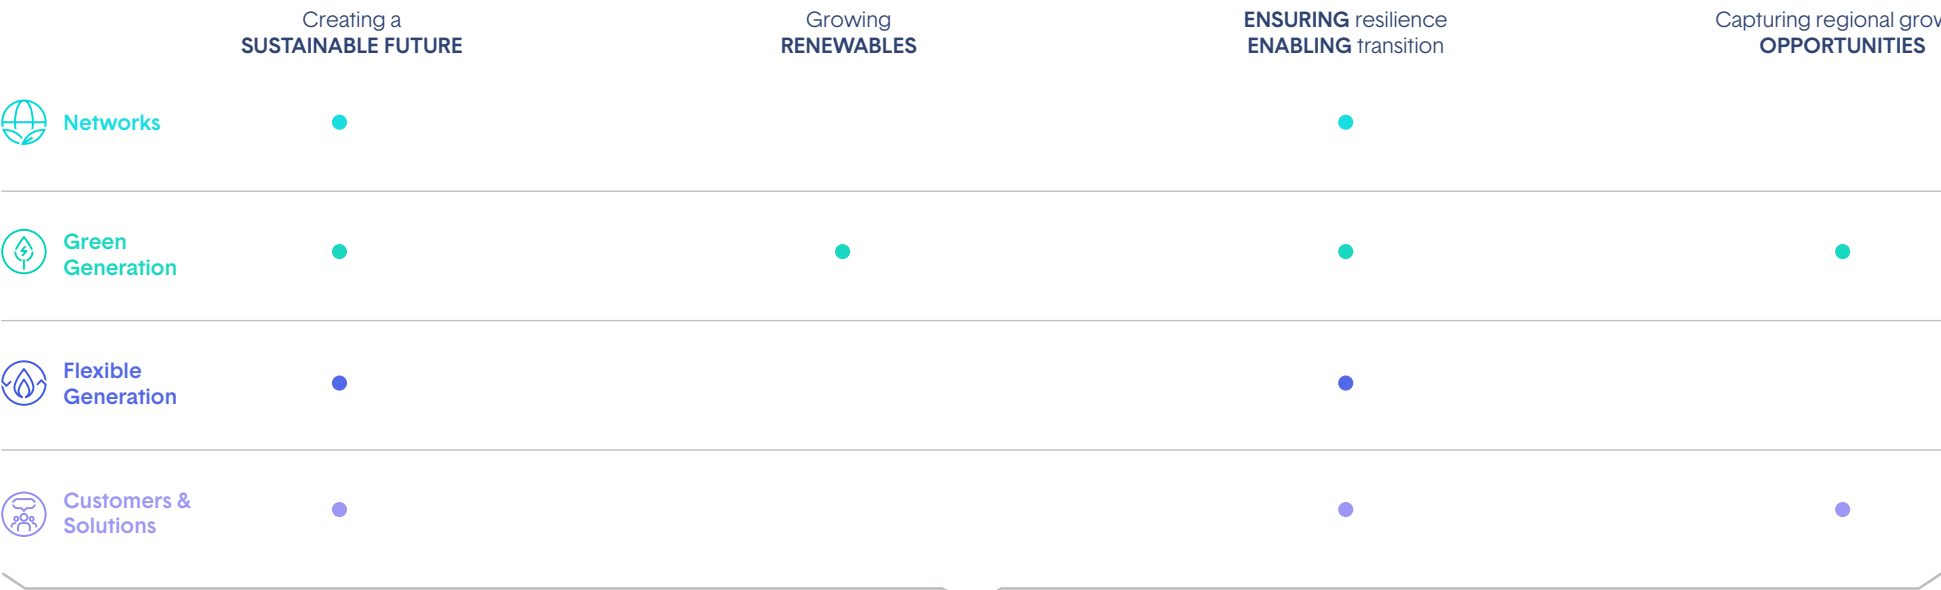 Creating a
SUSTAINABLE FUTURE
Growing
RENEWABLES
ENSURING resilience
ENABLING transition
Capturing regional
OPPORTUNITIES
Networks
Green
Generation
Flexible
Generation
Customers &
Solutions